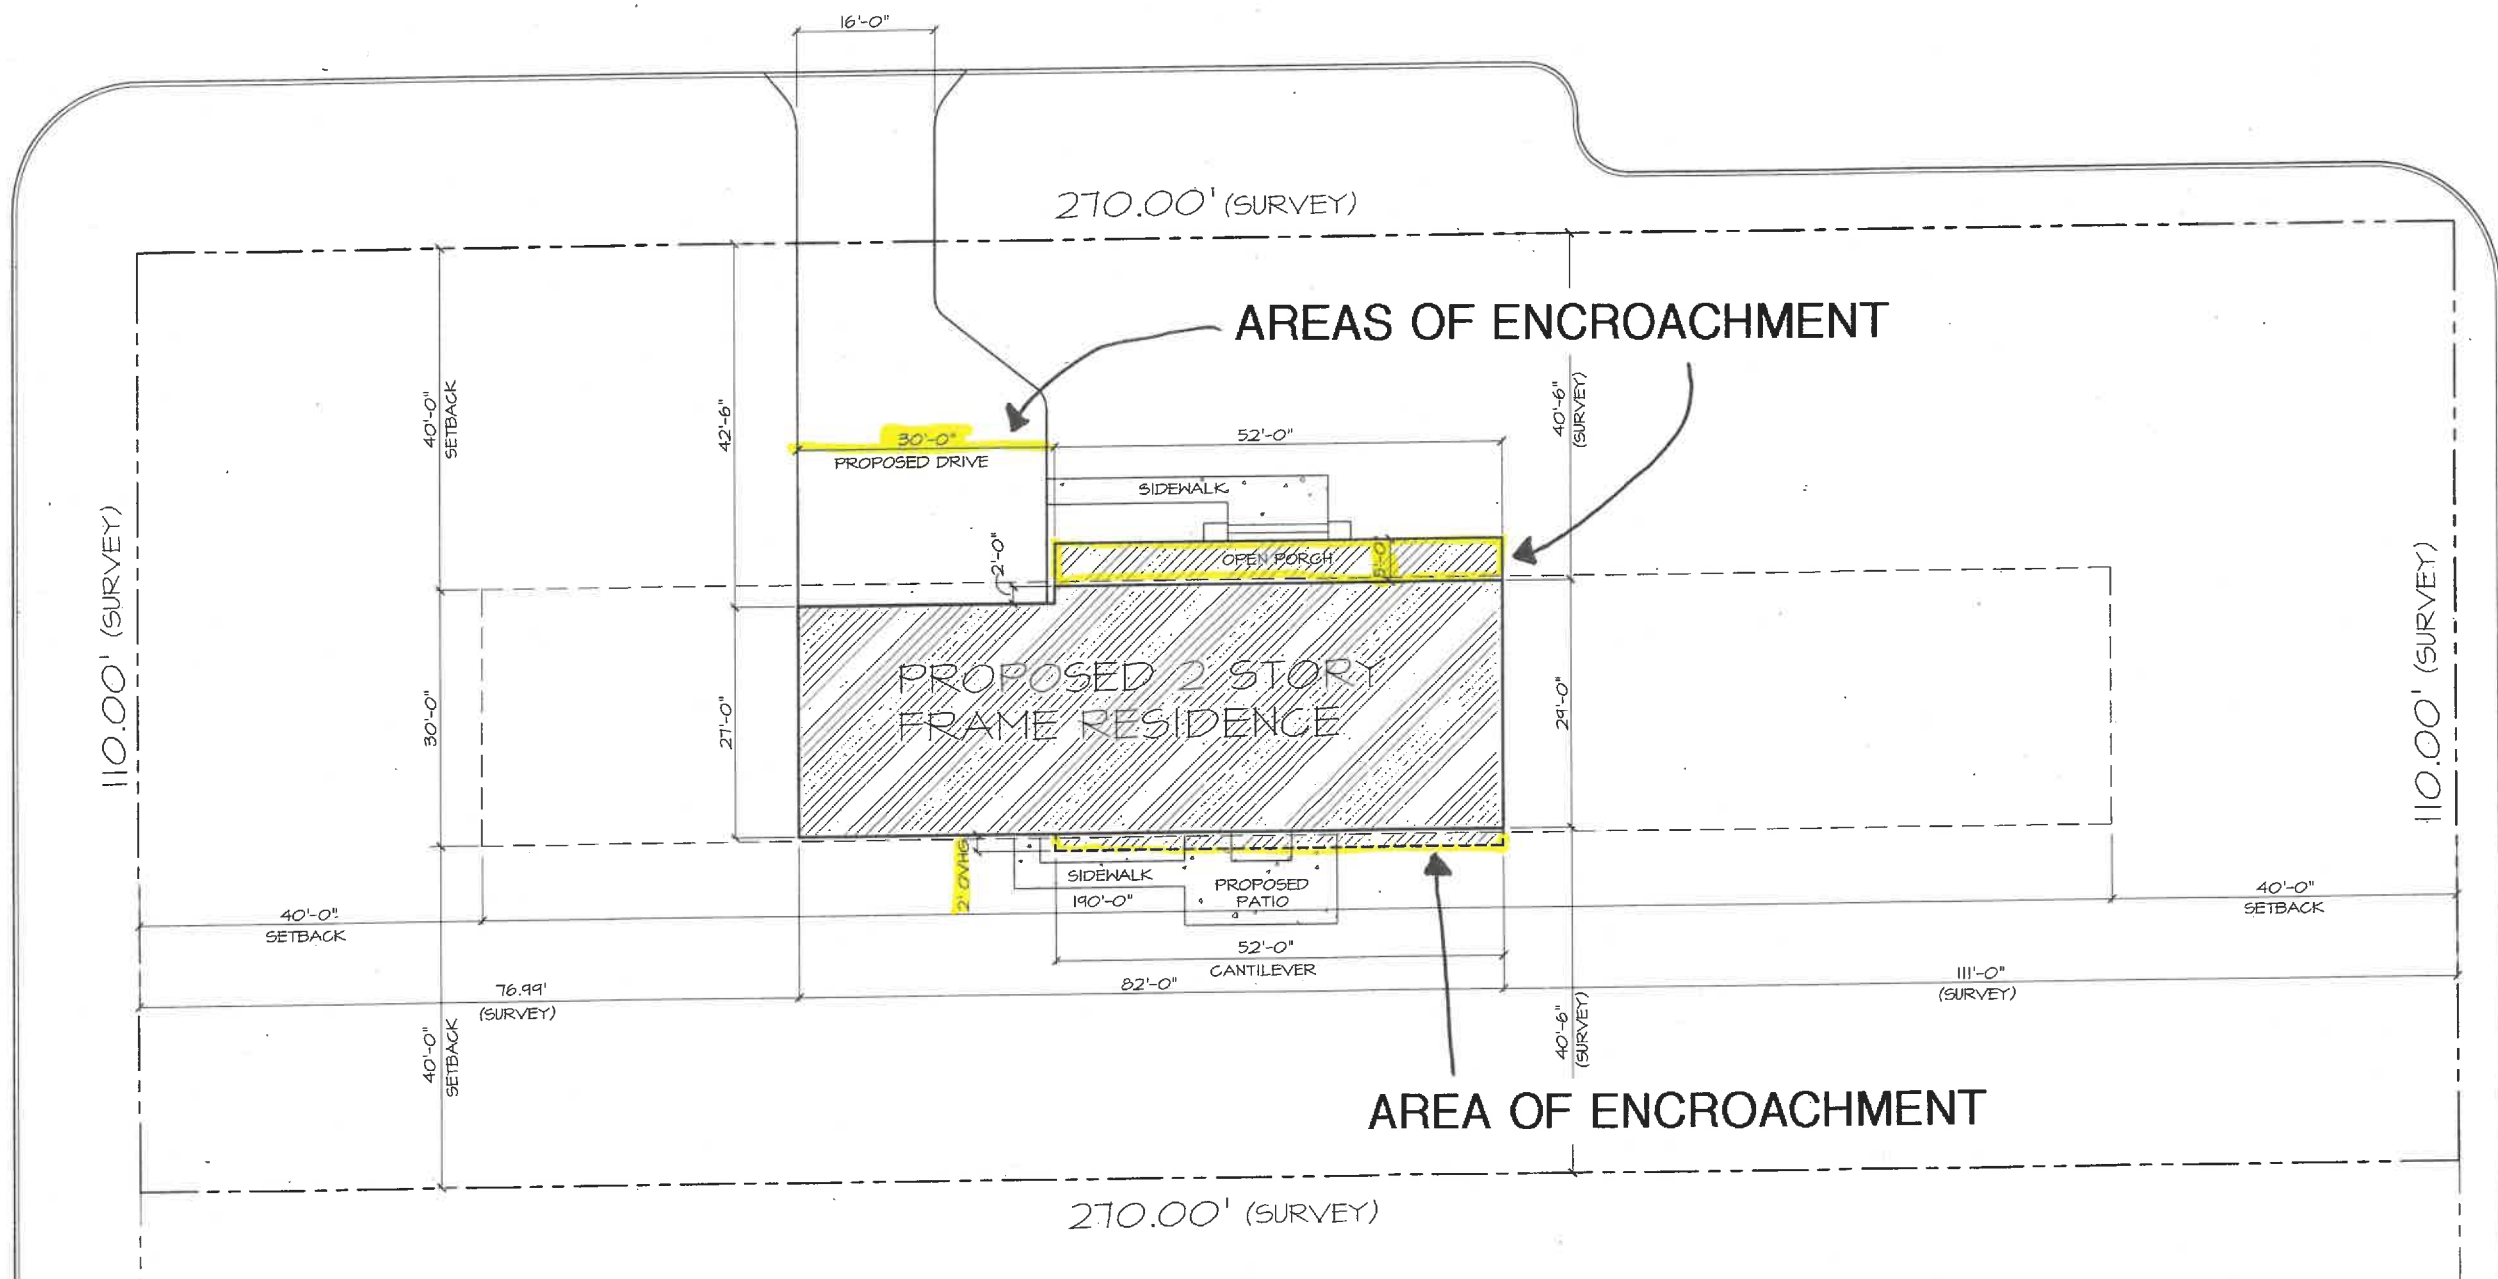 16'-0"
270.00' (SURVEY)
AREAS OF ENCROACHMENT
40'-0"
SETBACK
42'-6"
40'-6"
(SURVEY)
30'-0"
PROPOSED DRIVE
52'-0"
SIDEWALK
2'-0"
OPEN PORCH
5'-0"
110.00' (SURVEY)
110.00' (SURVEY)
PROPOSED 2 STORY
FRAME RESIDENCE
30'-0"
27'-0"
29'-0"
2' OVHG
SIDEWALK
190'-0"
PROPOSED
PATIO
40'-0"
SETBACK
40'-0"
SETBACK
52'-0"
CANTILEVER
76.99'
(SURVEY)
82'-0"
111'-0"
(SURVEY)
40'-0"
SETBACK
40'-6"
(SURVEY)
AREA OF ENCROACHMENT
270.00' (SURVEY)